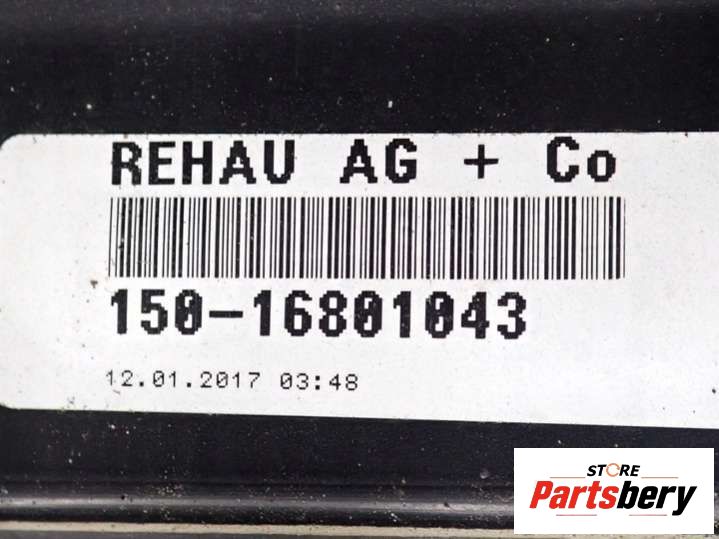 REHAU AG + Co
150-16801043
12.01.2017 03:48
STORE
Partsbery